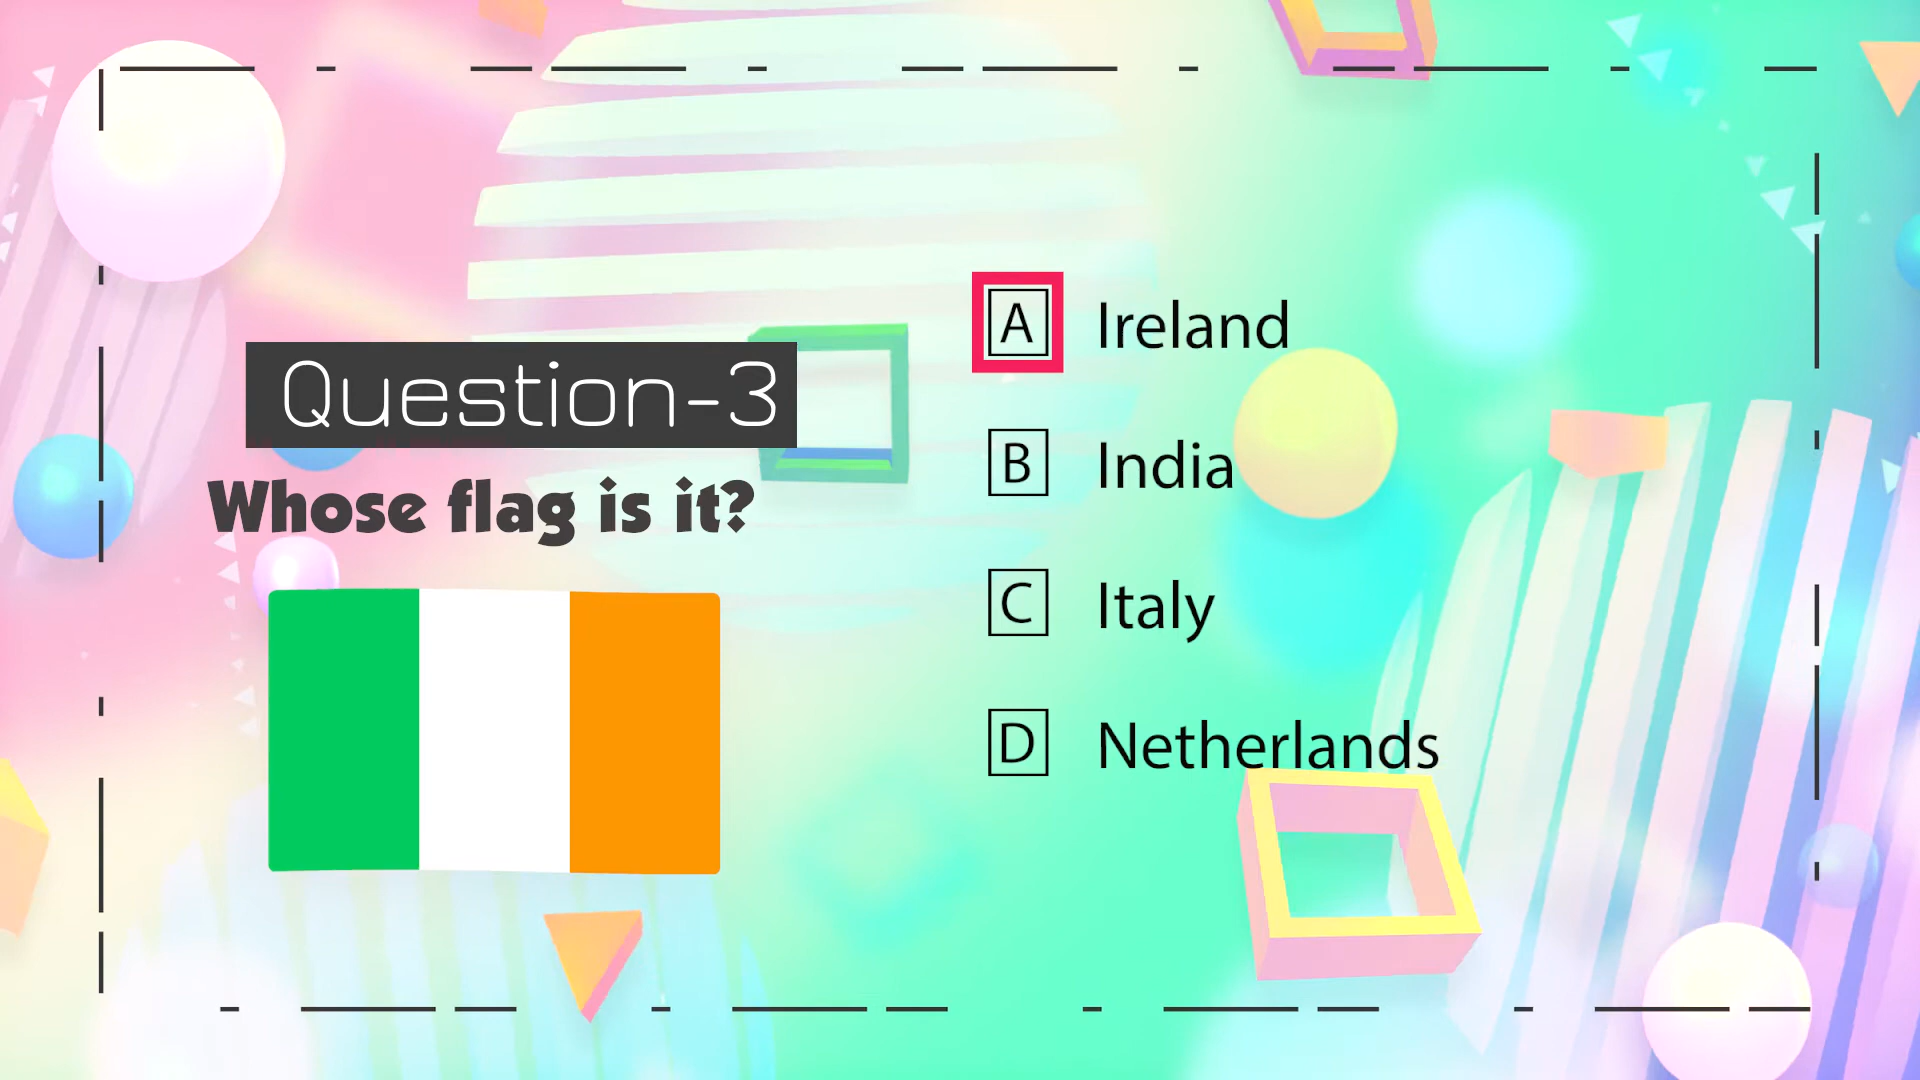 Question-3
Whose flag is it?
A Ireland
B India
C Italy
D Netherlands